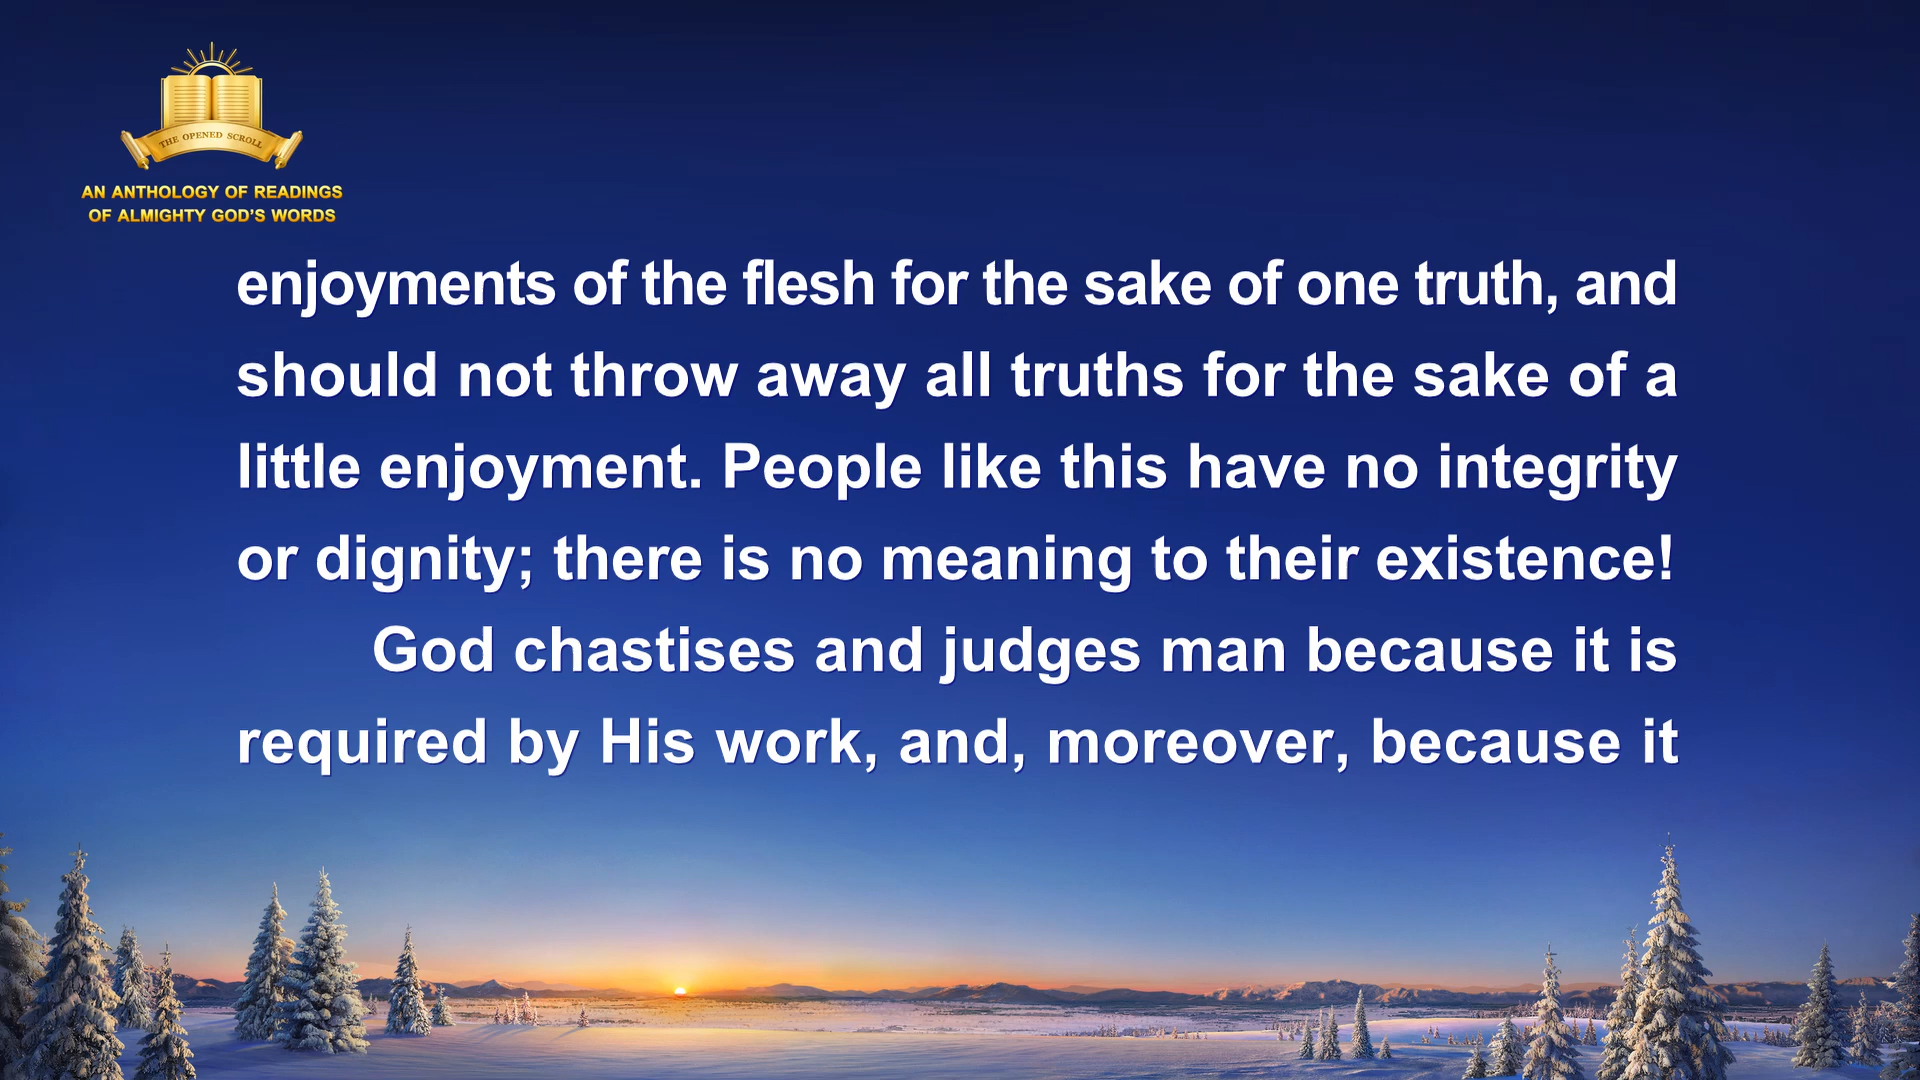 THE OPENED SCROLL
AN ANTHOLOGY OF READINGS
OF ALMIGHTY GOD'S WORDS
enjoyments of the flesh for the sake of one truth, and
should not throw away all truths for the sake of a
little enjoyment. People like this have no integrity
or dignity; there is no meaning to their existence!
God chastises and judges man because it is
required by His work, and, moreover, because it